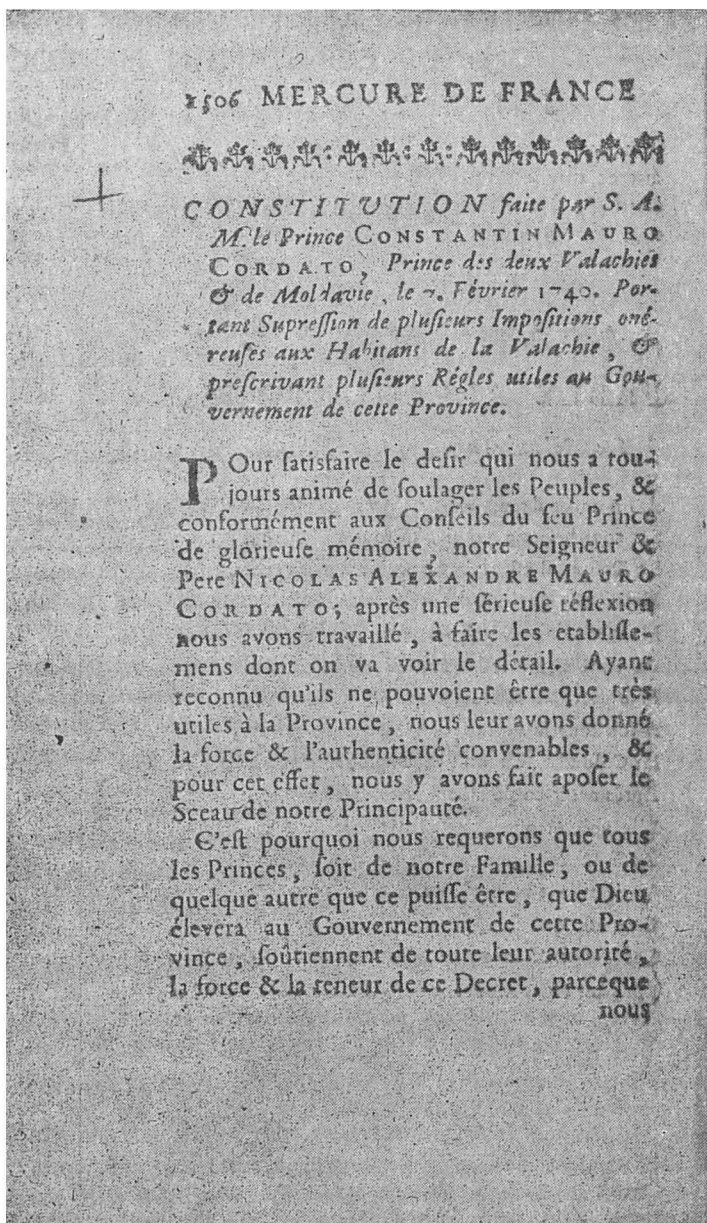 1506 MERCURE DE FRANCE
CONSTITUTION faite par S. A.
M. le Prince CONSTANTIN MAURO
CORDATO, Prince des deux Valachies
& de Moldavie, le 7. Février 1740. Por-
tant Supression de plusieurs Impositions oné-
reuses aux Habitans de la Valachie, &
prescrivant plusieurs Régles utiles au Gou-
vernement de cette Province.
POur satisfaire le desir qui nous a tou-
jours animé de soulager les Peuples, &
conformément aux Conseils du feu Prince
de glorieuse mémoire, notre Seigneur &
Pere NICOLAS ALEXANDRE MAURO
CORDATO; après une sérieuse réflexion
nous avons travaillé, à faire les etablisse-
mens dont on va voir le détail. Ayant
reconnu qu'ils ne pouvoient être que très
utiles à la Province, nous leur avons donné
la force & l'authenticité convenables, &
pour cet effet, nous y avons fait aposer le
Sceau de notre Principauté.
C'est pourquoi nous requerons que tous
les Princes, soit de notre Famille, ou de
quelque autre que ce puisse être, que Dieu
élevera au Gouvernement de cette Pro-
vince, soûtiennent de toute leur autorité,
la force & la teneur de ce Decret, parceque
nous